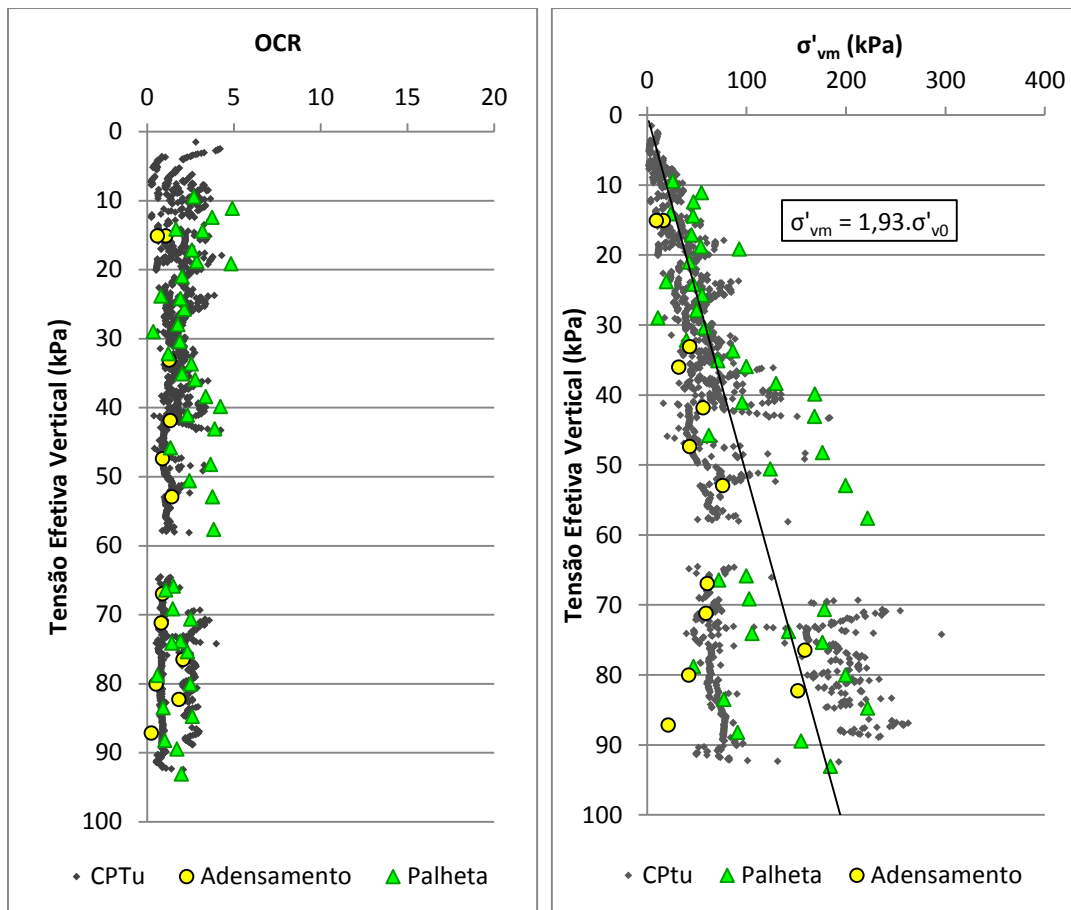 OCR
0 5 10 15 20
0
10
20
30
40
50
60
70
80
90
100
Tensão Efetiva Vertical (kPa)
CPTu Adensamento Palheta
σ'vm (kPa)
0 100 200 300 400
0
10
20
30
40
50
60
70
80
90
100
Tensão Efetiva Vertical (kPa)
σ'vm = 1,93.σ'v0
CPtu Palheta Adensamento